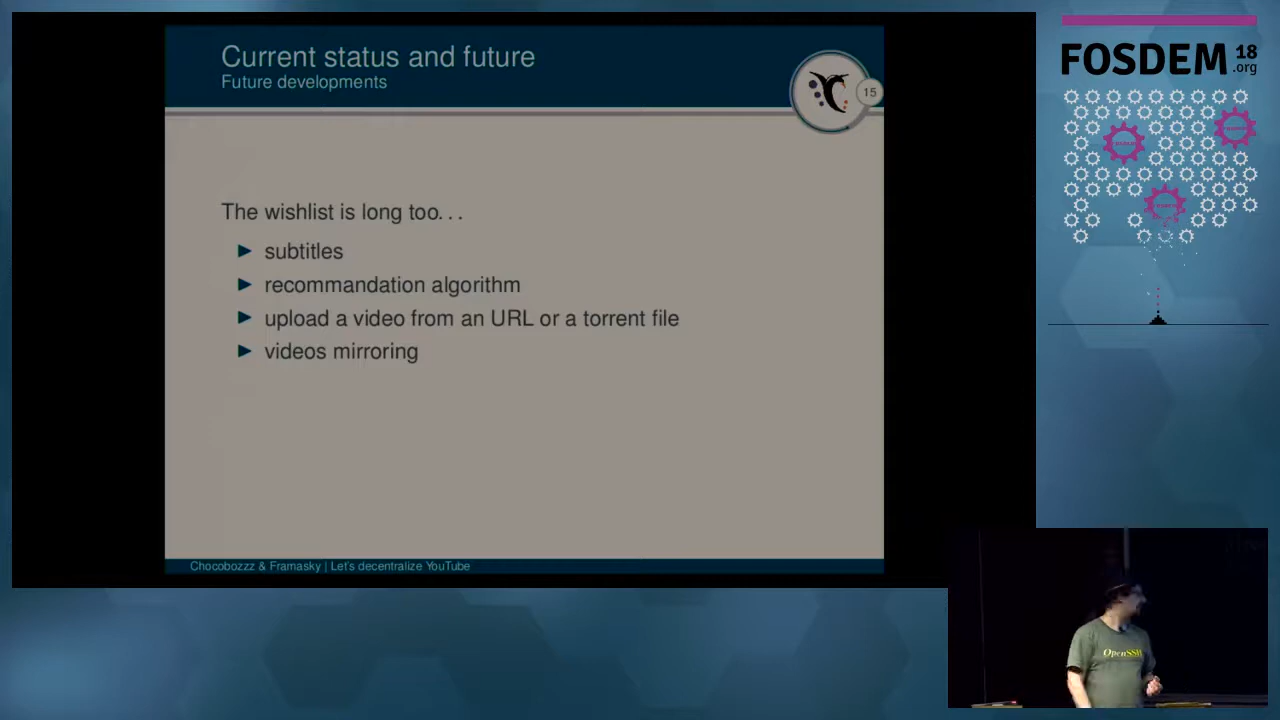 Current status and future
Future developments
15
The wishlist is long too. . .
subtitles
recommandation algorithm
upload a video from an URL or a torrent file
videos mirroring
Chocobozzz & Framasky | Let's decentralize YouTube
FOSDEM 18
.org
OpenSSH